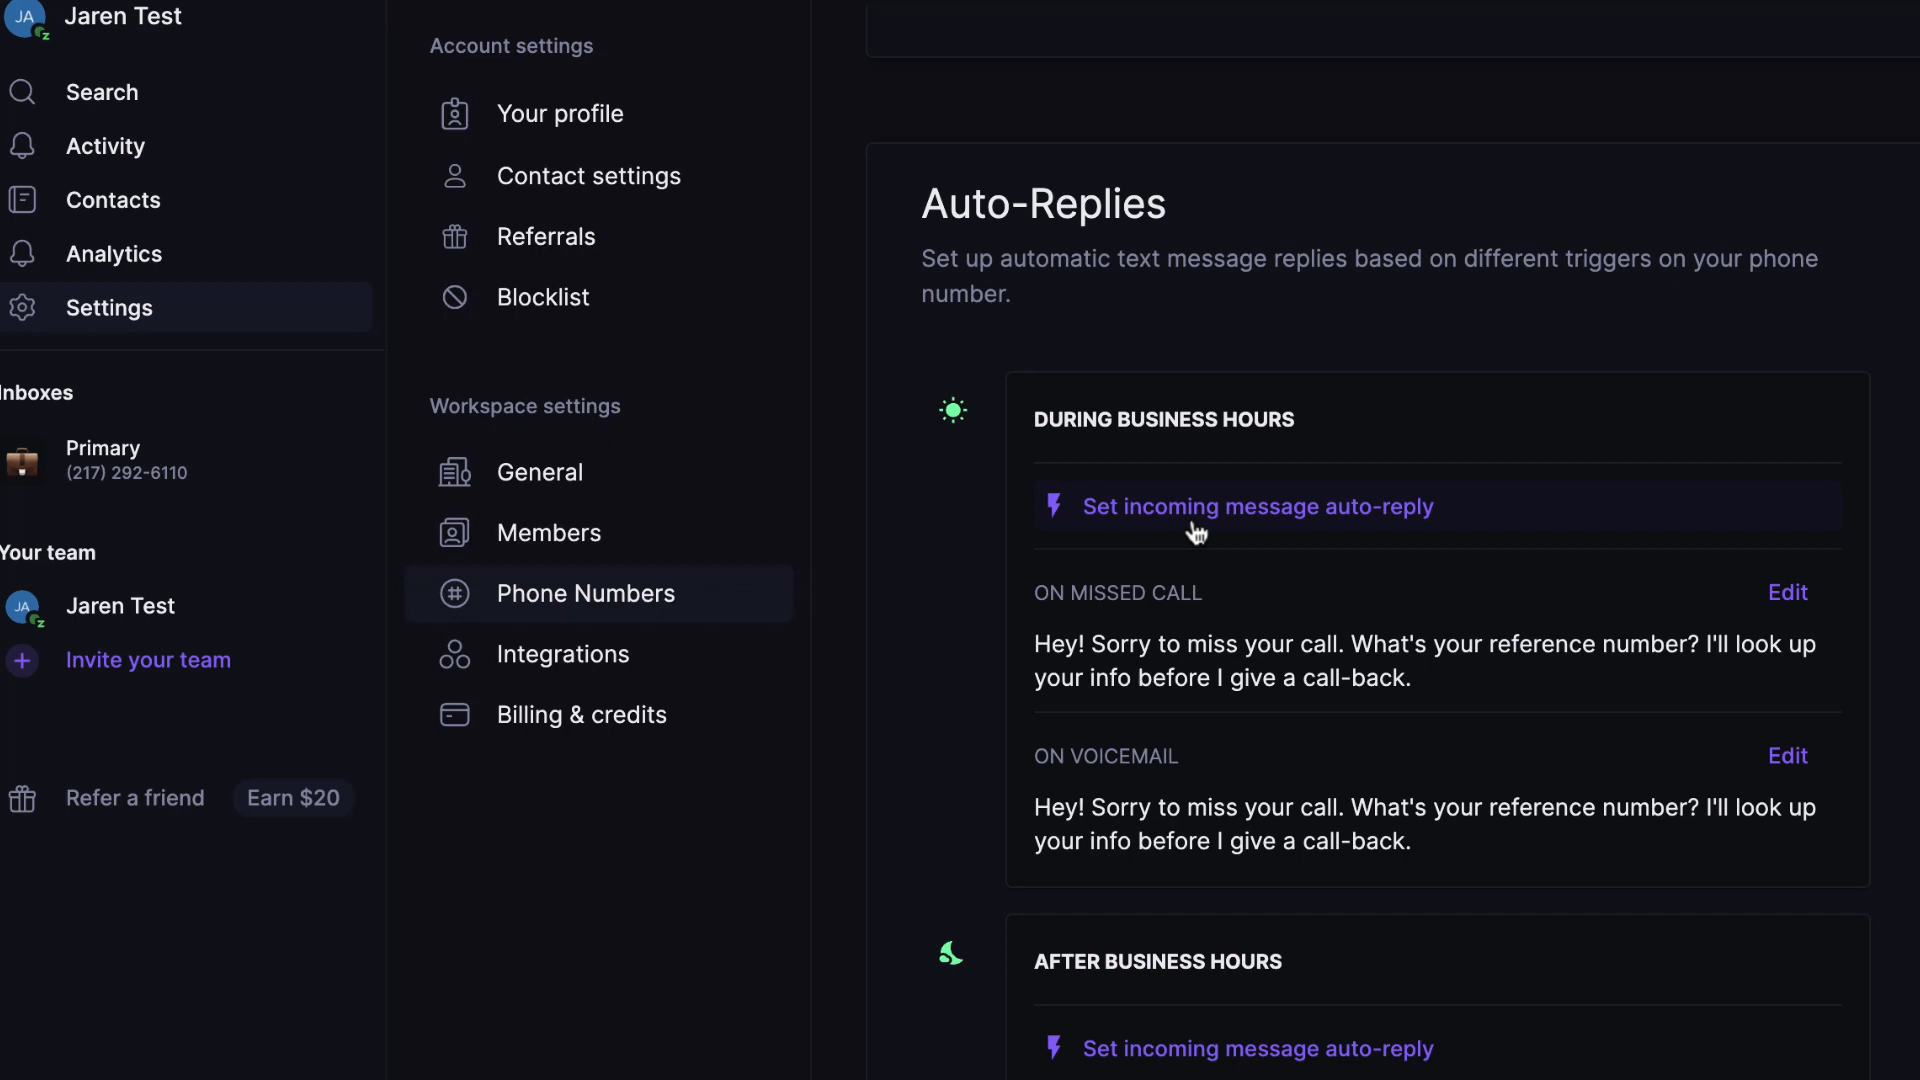 JA
Jaren Test
Search
Activity
Contacts
Analytics
Settings
Inboxes
Primary
(217) 292-6110
Your team
JA
Jaren Test
Invite your team
Refer a friend
Earn $20
Account settings
Your profile
Contact settings
Referrals
Blocklist
Workspace settings
General
Members
Phone Numbers
Integrations
Billing & credits
Auto-Replies
Set up automatic text message replies based on different triggers on your phone
number.
DURING BUSINESS HOURS
Set incoming message auto-reply
ON MISSED CALL
Edit
Hey! Sorry to miss your call. What's your reference number? I'll look up
your info before I give a call-back.
ON VOICEMAIL
Edit
Hey! Sorry to miss your call. What's your reference number? I'll look up
your info before I give a call-back.
AFTER BUSINESS HOURS
Set incoming message auto-reply